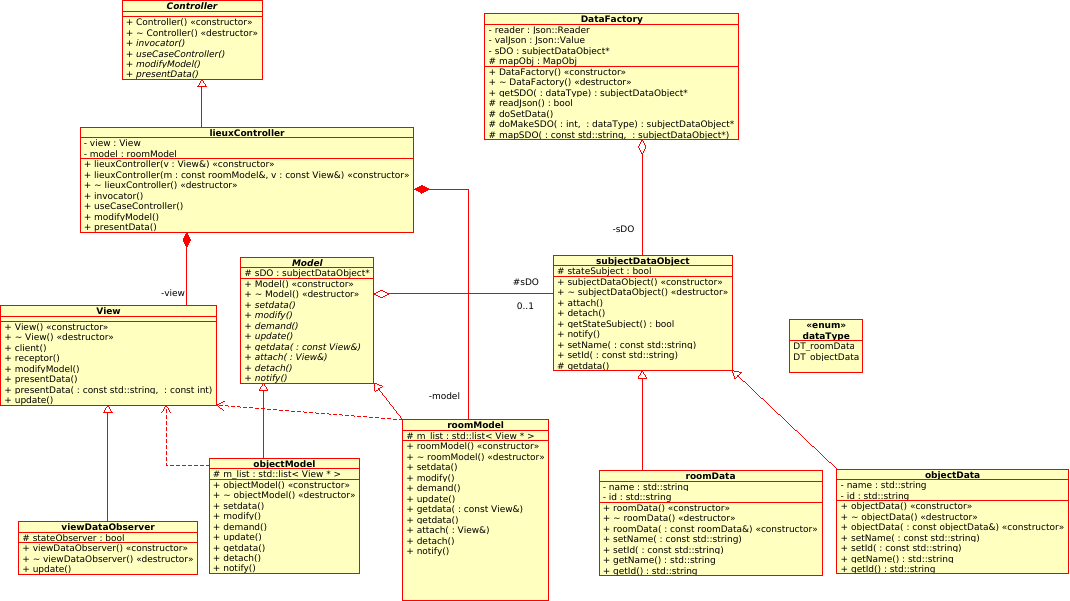 Controller
+ Controller() «constructor»
+ ~ Controller() «destructor»
+ invocator()
+ useCaseController()
+ modifyModel()
+ presentData()
DataFactory
- reader : Json::Reader
- valJson : Json::Value
- sDO : subjectDataObject*
# mapObj : MapObj
+ DataFactory() «constructor»
+ ~ DataFactory() «destructor»
+ getSDO( : dataType) : subjectDataObject*
# readJson() : bool
# doSetData()
# doMakeSDO( : int,  : dataType) : subjectDataObject*
# mapSDO( : const std::string,  : subjectDataObject*)
lieuxController
- view : View
- model : roomModel
+ lieuxController(v : View&) «constructor»
+ lieuxController(m : const roomModel&, v : const View&) «constructor»
+ ~ lieuxController() «destructor»
+ invocator()
+ useCaseController()
+ modifyModel()
+ presentData()
-sDO
Model
# sDO : subjectDataObject*
+ Model() «constructor»
+ ~ Model() «destructor»
+ setdata()
+ modify()
+ demand()
+ update()
+ getdata( : const View&)
+ attach( : View&)
+ detach()
+ notify()
#sDO
0..1
subjectDataObject
# stateSubject : bool
+ subjectDataObject() «constructor»
+ ~ subjectDataObject() «destructor»
+ attach()
+ detach()
+ getStateSubject() : bool
+ notify()
+ setName( : const std::string)
+ setId( : const std::string)
# getdata()
-view
View
+ View() «constructor»
+ ~ View() «destructor»
+ client()
+ receptor()
+ modifyModel()
+ presentData()
+ presentData( : const std::string,  : const int)
+ update()
«enum»
dataType
DT_roomData
DT_objectData
-model
roomModel
# m_list : std::list< View * >
+ roomModel() «constructor»
+ ~ roomModel() «destructor»
+ setdata()
+ modify()
+ demand()
+ update()
+ getdata( : const View&)
+ getdata()
+ attach( : View&)
+ detach()
+ notify()
objectModel
# m_list : std::list< View * >
+ objectModel() «constructor»
+ ~ objectModel() «destructor»
+ setdata()
+ modify()
+ demand()
+ update()
+ getdata()
+ detach()
+ notify()
viewDataObserver
# stateObserver : bool
+ viewDataObserver() «constructor»
+ ~ viewDataObserver() «destructor»
+ update()
roomData
- name : std::string
- id : std::string
+ roomData() «constructor»
+ ~ roomData() «destructor»
+ roomData( : const roomData&) «constructor»
+ setName( : const std::string)
+ setId( : const std::string)
+ getName() : std::string
+ getId() : std::string
objectData
- name : std::string
- id : std::string
+ objectData() «constructor»
+ ~ objectData() «destructor»
+ objectData( : const objectData&) «constructor»
+ setName( : const std::string)
+ setId( : const std::string)
+ getName() : std::string
+ getId() : std::string